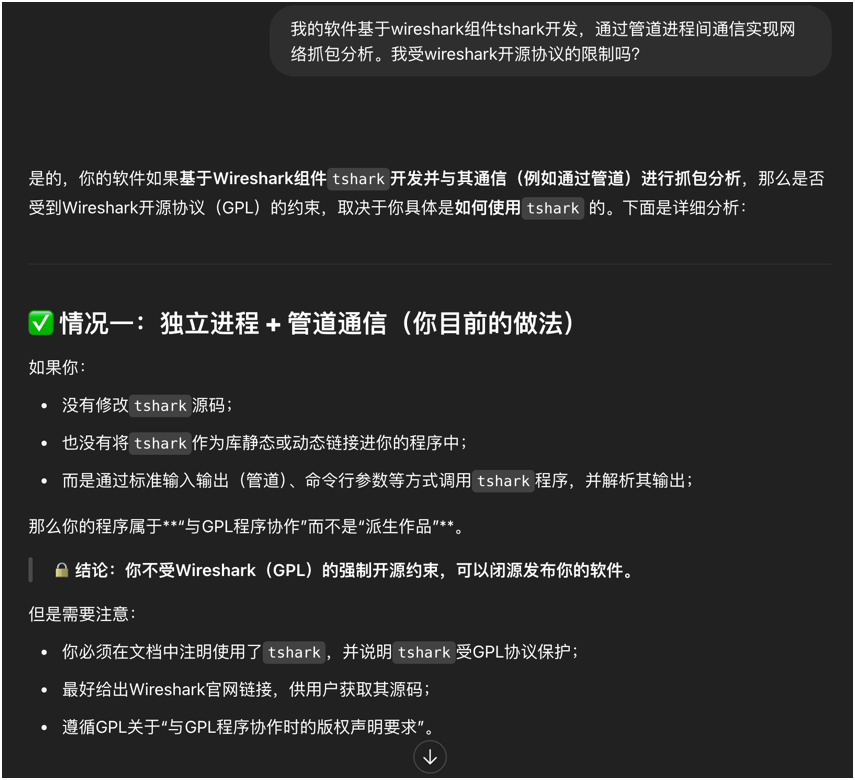 我的软件基于wireshark组件tshark开发，通过管道进程间通信实现网
络抓包分析。我受wireshark开源协议的限制吗？
是的，你的软件如果基于Wireshark组件tshark开发并与其通信（例如通过管道）进行抓包分析，那么是否
受到Wireshark开源协议（GPL）的约束，取决于你具体是如何使用tshark 的。下面是详细分析：
✅ 情况一：独立进程 + 管道通信（你目前的做法）
如果你：
• 没有修改tshark源码；
• 也没有将tshark作为库静态或动态链接进你的程序中；
• 而是通过标准输入输出（管道）、命令行参数等方式调用tshark程序，并解析其输出；
那么你的程序属于**“与GPL程序协作”而不是“派生作品”**。
🔒 结论：你不受Wireshark（GPL）的强制开源约束，可以闭源发布你的软件。
但是需要注意：
• 你必须在文档中注明使用了tshark，并说明tshark受GPL协议保护；
• 最好给出Wireshark官网链接，供用户获取其源码；
• 遵循GPL关于“与GPL程序协作时的版权声明要求”。